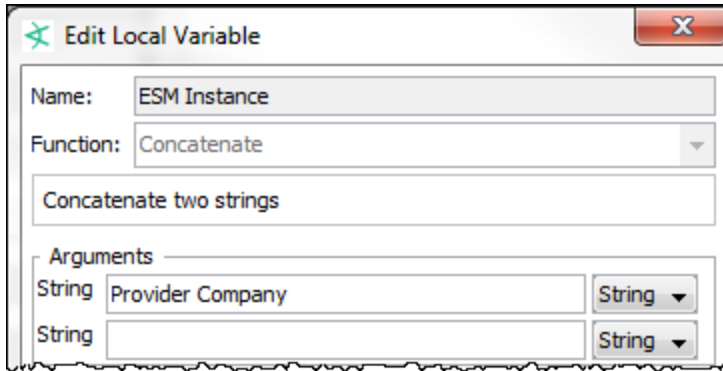 Edit Local Variable
Name: ESM Instance
Function: Concatenate
Concatenate two strings
Arguments
String Provider Company String
String String